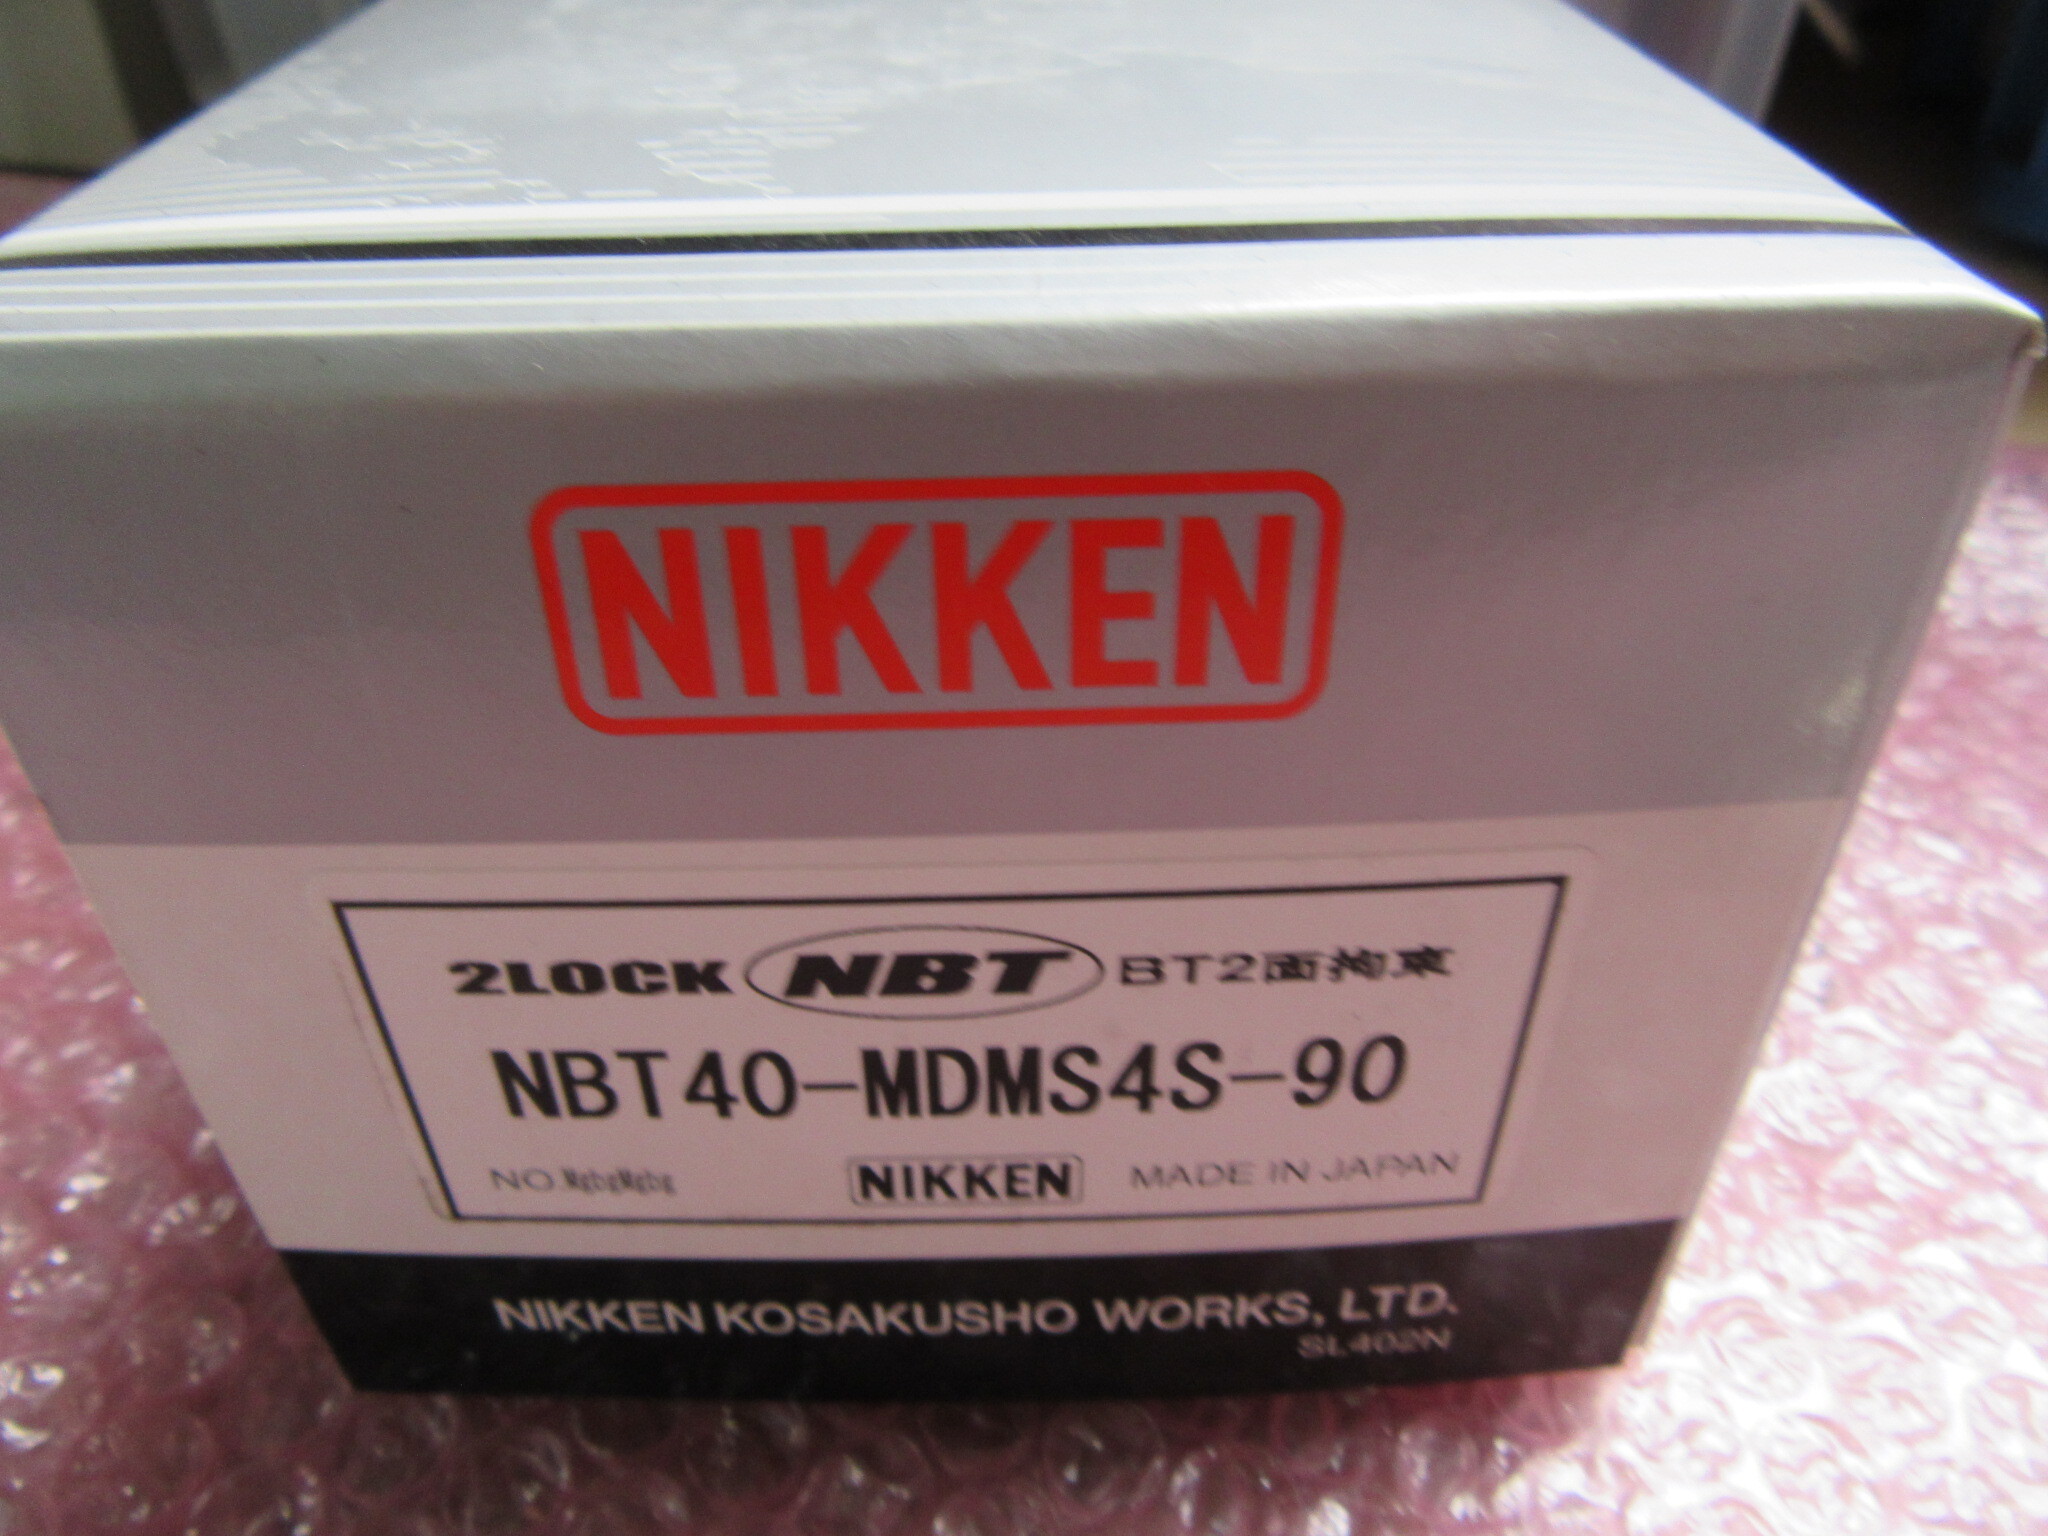 NIKKEN
2LOCK NBT BT2面拘束
NBT40-MDMS4S-90
NO.
NIKKEN MADE IN JAPAN
NIKKEN KOSAKUSHO WORKS, LTD.
SL402N